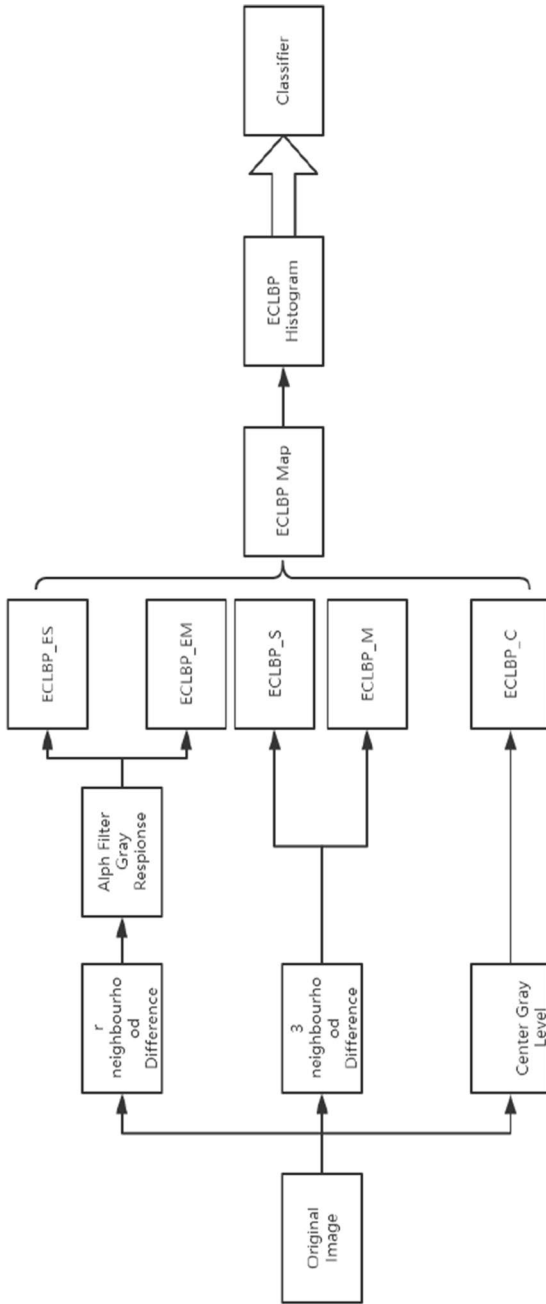 Original
Image
r
neighbourho
od
Difference
3
neighbourho
od
Difference
Center Gray
Level
Alph Filter
Gray
Respionse
ECLBP_ES
ECLBP_EM
ECLBP_S
ECLBP_M
ECLBP_C
ECLBP Map
ECLBP
Histogram
Classifier